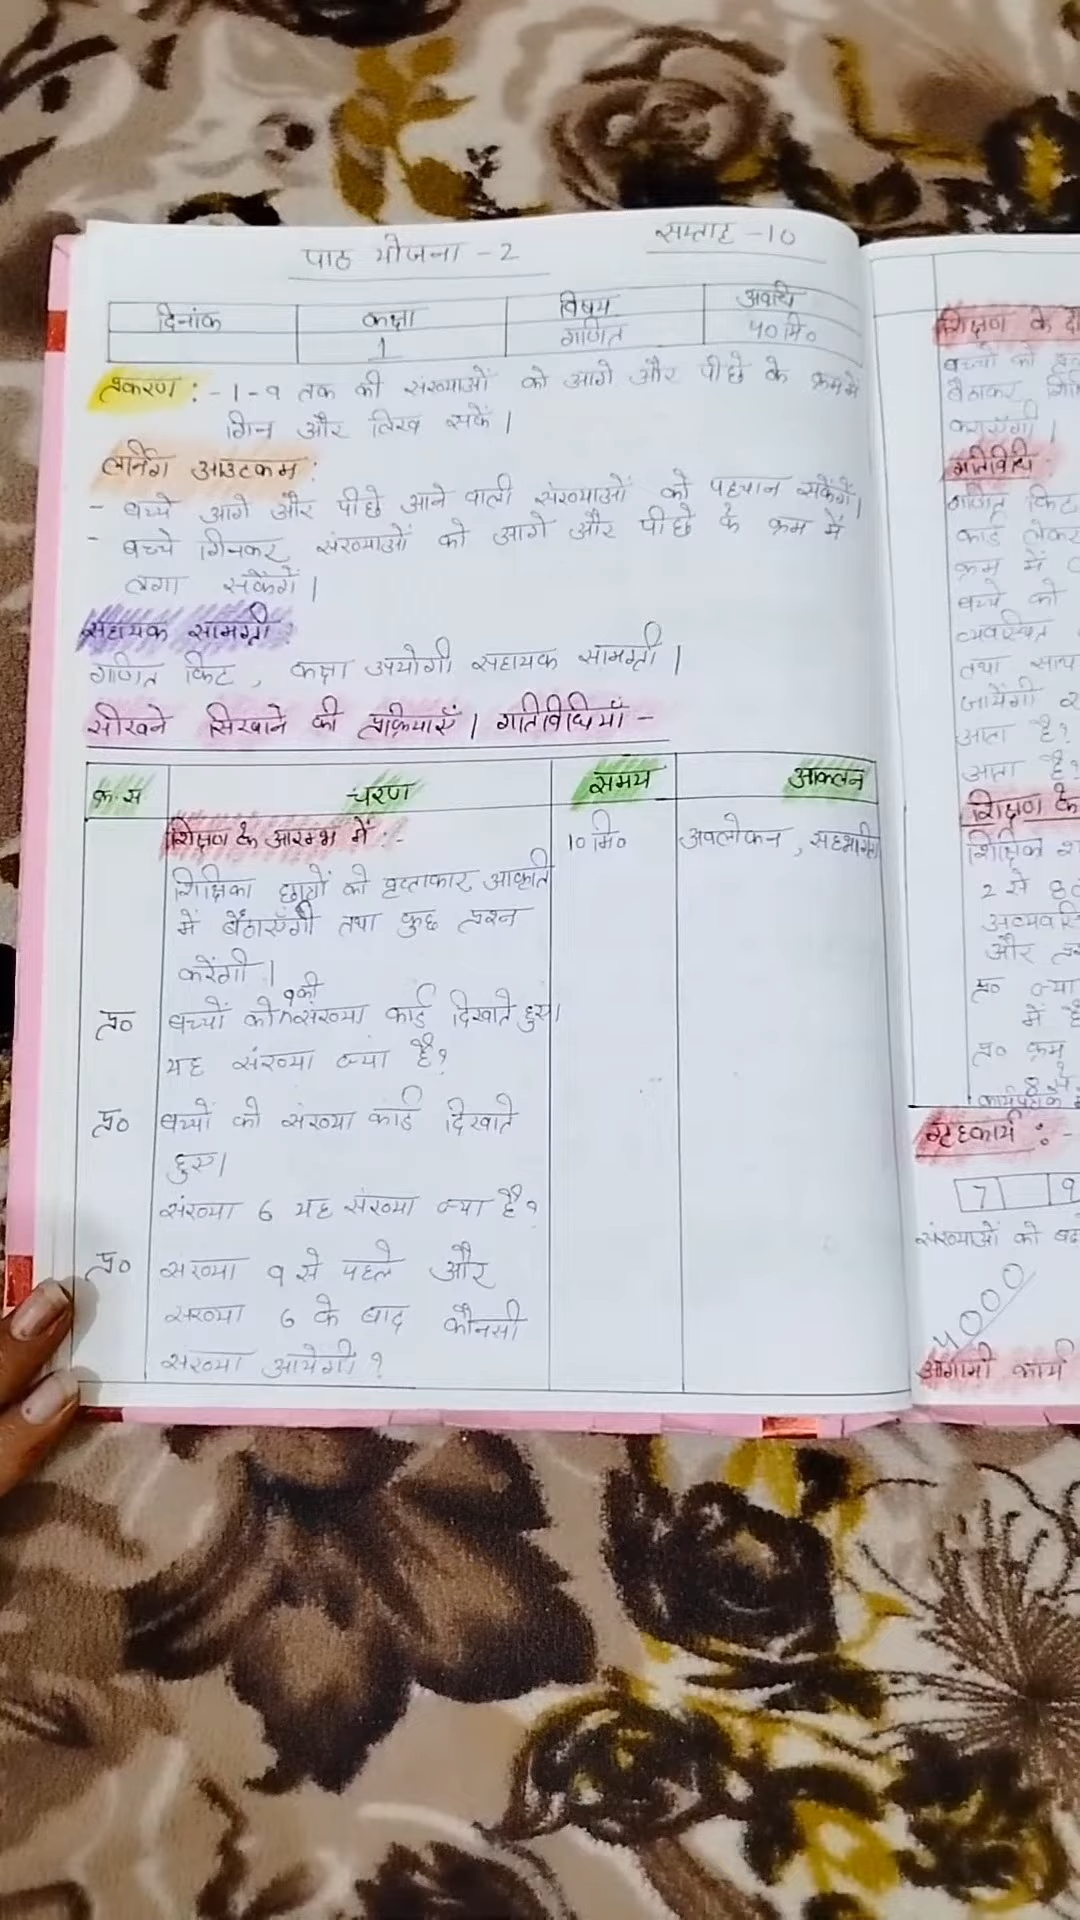 पाठ योजना - 2
सप्ताह - 10
दिनांक कक्षा विषय अवधि
1 गणित ५० मि०
प्रकरण : - 1-9 तक की संख्याओं को आगे और पीछे के क्रम में
गिन और लिख सकें।
लर्निंग आउटकम :
- बच्चे आगे और पीछे आने वाली संख्याओं को पहचान सकेंगें।
- बच्चे गिनकर संख्याओं को आगे और पीछे के क्रम में
लगा सकेंगें।
सहायक सामग्री :
गणित किट, कक्षा उपयोगी सहायक सामग्री।
सीखने सिखाने की प्रक्रियाएँ। गतिविधियाँ -
क्र.स. चरण समय आकलन
शिक्षण के आरम्भ में : - 10 मि० अवलोकन, सहभागिता
शिक्षिका छात्रों को वृत्ताकार आकृति
में बैठाएँगी तथा कुछ प्रश्न
करेंगी।
प्र० बच्चों को 9 की संख्या कार्ड दिखाते हुए।
यह संख्या क्या है?
प्र० बच्चों को संख्या कार्ड दिखाते
हुए।
संख्या 6 यह संख्या क्या है?
प्र० संख्या 9 से पहले और
संख्या 6 के बाद कौनसी
संख्या आयेगी?
शिक्षण के
बच्चों को
बैठाकर
कराएँगी।
गतिविधि :
गणित किट
कार्ड लेकर
क्रम में
बच्चे को
व्यवस्थित
तथा साथ
जायेंगी
आता है?
आता है?
शिक्षण के
शिक्षक
2 से 8
और
प्र० क्या
में है
प्र० क्रम
8 से
गृहकार्य : -
7 9
संख्याओं को
आगामी कार्य